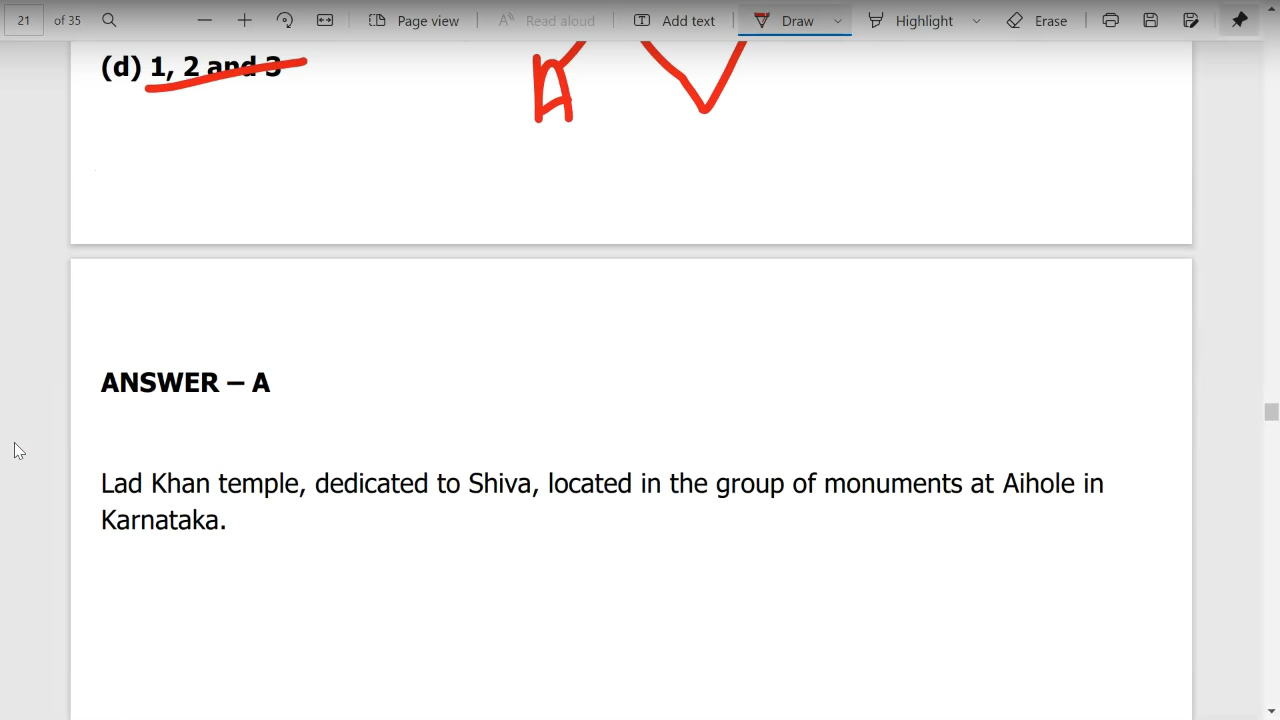 21 of 35 Page view Read aloud Add text Draw Highlight Erase
(d) 1, 2 and 3
ANSWER – A
Lad Khan temple, dedicated to Shiva, located in the group of monuments at Aihole in
Karnataka.